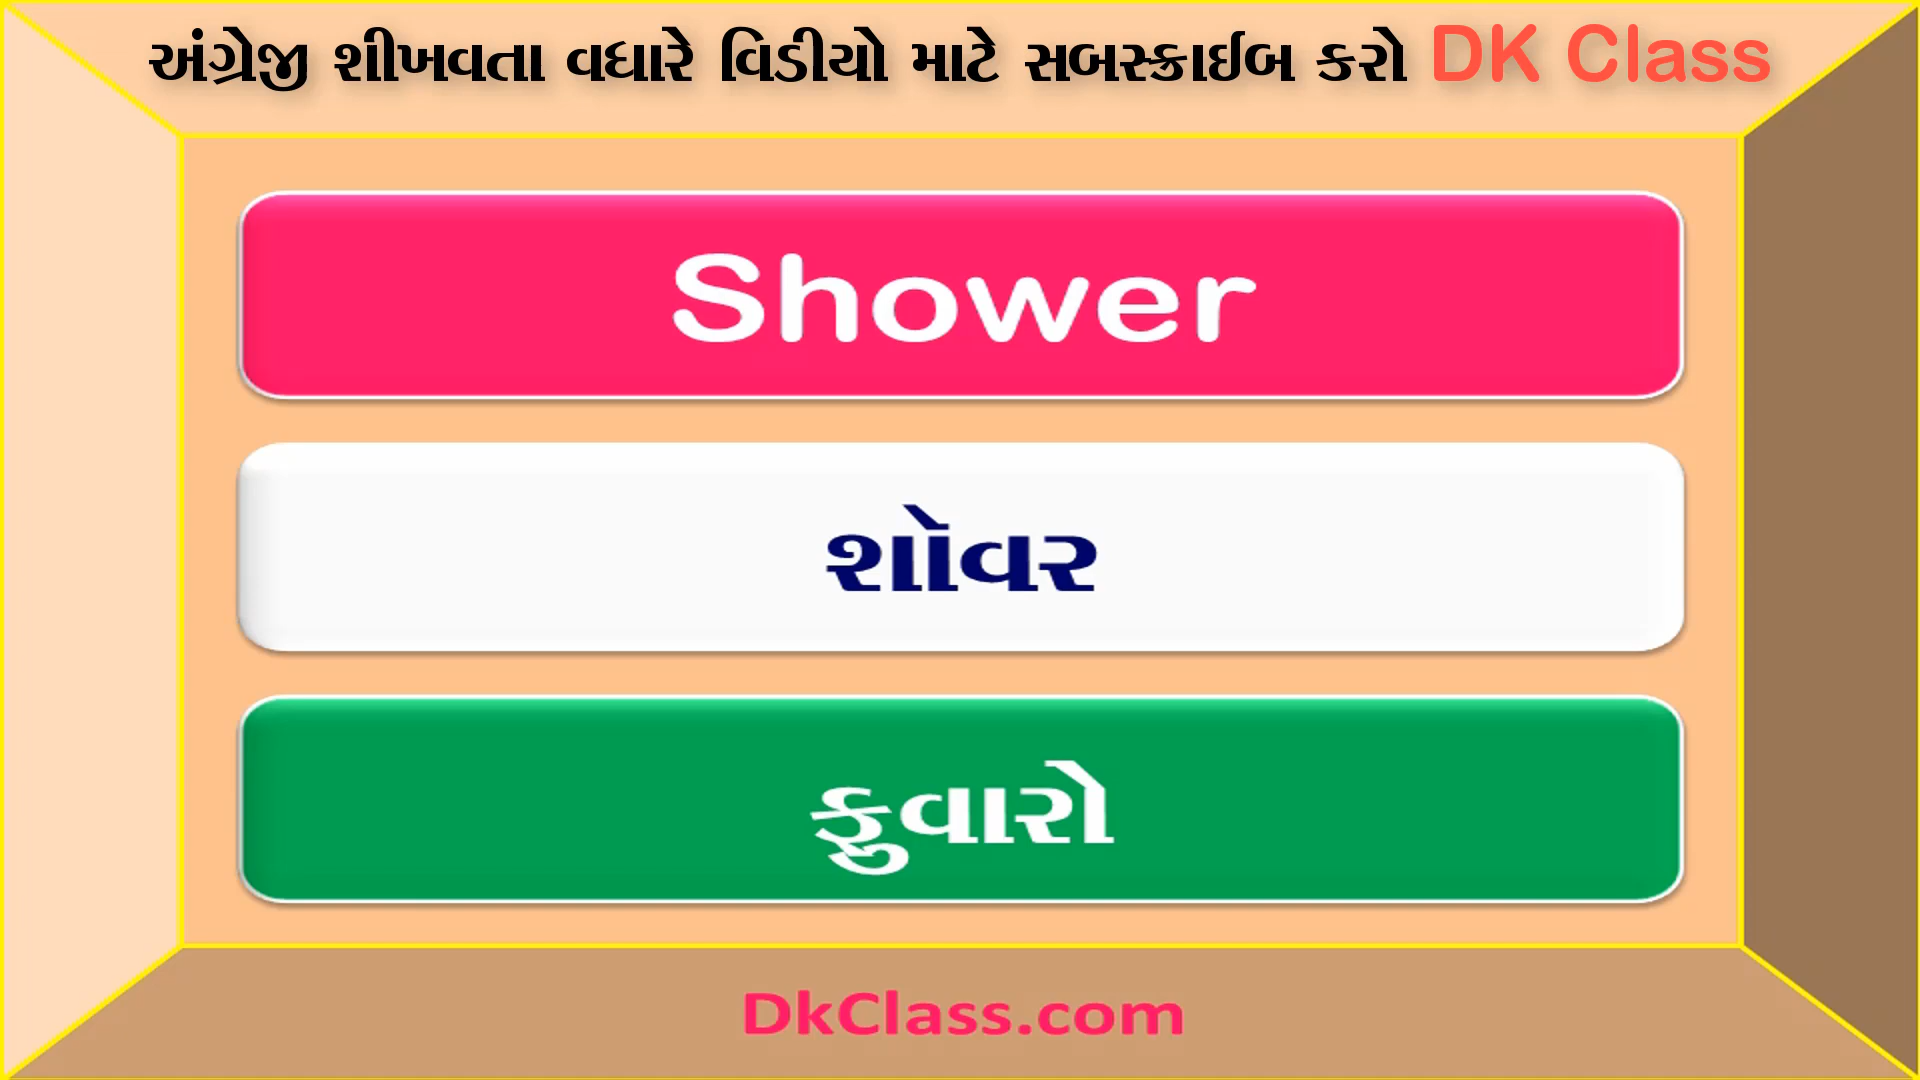 અંગ્રેજી શીખવતા વધારે વિડીયો માટે સબસ્ક્રાઈબ કરો DK Class
Shower
શૉવર
ફુવારો
DkClass.com